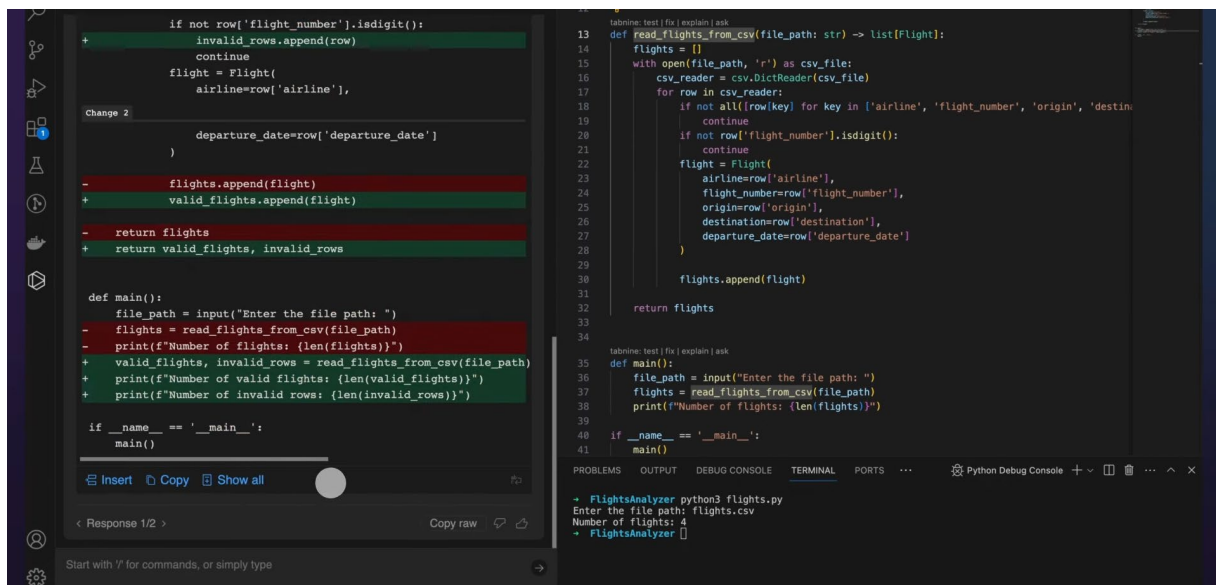 if not row['flight_number'].isdigit():
+ invalid_rows.append(row)
continue
flight = Flight(
airline=row['airline'],
Change 2
departure_date=row['departure_date']
)
- flights.append(flight)
+ valid_flights.append(flight)
- return flights
+ return valid_flights, invalid_rows
def main():
file_path = input("Enter the file path: ")
- flights = read_flights_from_csv(file_path)
- print(f"Number of flights: {len(flights)}")
+ valid_flights, invalid_rows = read_flights_from_csv(file_path)
+ print(f"Number of valid flights: {len(valid_flights)}")
+ print(f"Number of invalid rows: {len(invalid_rows)}")
if __name__ == '__main__':
main()
Insert Copy Show all
< Response 1/2 > Copy raw
Start with '/' for commands, or simply type
1
tabnine: test | fix | explain | ask
13 def read_flights_from_csv(file_path: str) -> list[Flight]:
14 flights = []
15 with open(file_path, 'r') as csv_file:
16 csv_reader = csv.DictReader(csv_file)
17 for row in csv_reader:
18 if not all([row[key] for key in ['airline', 'flight_number', 'origin', 'destin
19 continue
20 if not row['flight_number'].isdigit():
21 continue
22 flight = Flight(
23 airline=row['airline'],
24 flight_number=row['flight_number'],
25 origin=row['origin'],
26 destination=row['destination'],
27 departure_date=row['departure_date']
28 )
29
30 flights.append(flight)
31
32 return flights
33
34
tabnine: test | fix | explain | ask
35 def main():
36 file_path = input("Enter the file path: ")
37 flights = read_flights_from_csv(file_path)
38 print(f"Number of flights: {len(flights)}")
39
40 if __name__ == '__main__':
41 main()
PROBLEMS OUTPUT DEBUG CONSOLE TERMINAL PORTS ··· Python Debug Console
→ FlightsAnalyzer python3 flights.py
Enter the file path: flights.csv
Number of flights: 4
→ FlightsAnalyzer